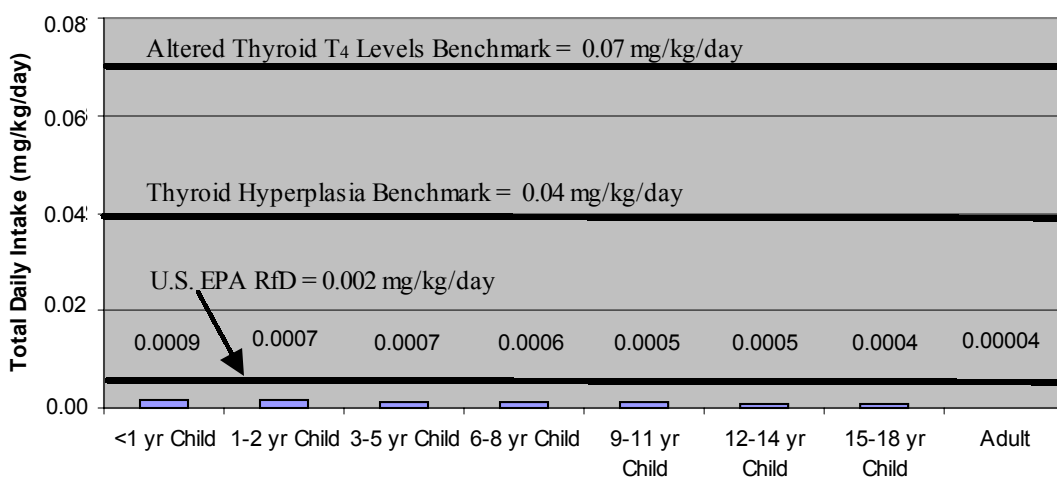 Total Daily Intake (mg/kg/day)
0.08
Altered Thyroid T4 Levels Benchmark = 0.07 mg/kg/day
0.06
Thyroid Hyperplasia Benchmark = 0.04 mg/kg/day
0.04
U.S. EPA RfD = 0.002 mg/kg/day
0.02
0.0009 0.0007 0.0007 0.0006 0.0005 0.0005 0.0004 0.00004
0.00
<1 yr Child 1-2 yr Child 3-5 yr Child 6-8 yr Child 9-11 yr 12-14 yr 15-18 yr Adult
Child Child Child